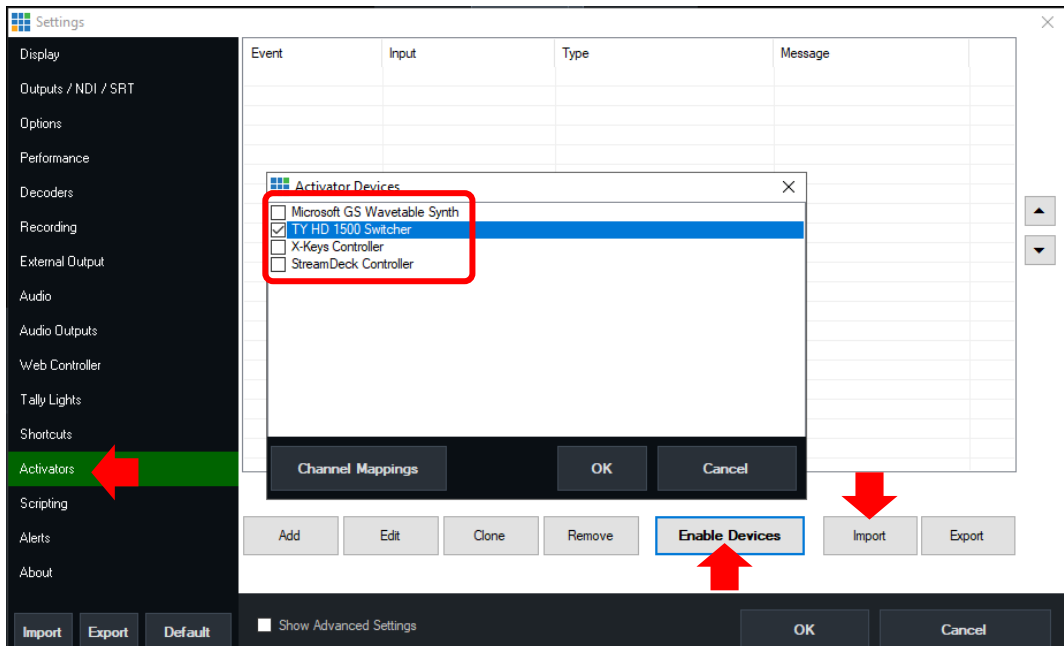 Settings
Display
Outputs / NDI / SRT
Options
Performance
Decoders
Recording
External Output
Audio
Audio Outputs
Web Controller
Tally Lights
Shortcuts
Activators
Scripting
Alerts
About
Import Export Default
Event Input Type Message
Activator Devices
Microsoft GS Wavetable Synth
TY HD 1500 Switcher
X-Keys Controller
StreamDeck Controller
Channel Mappings OK Cancel
Add Edit Clone Remove Enable Devices Import Export
Show Advanced Settings OK Cancel